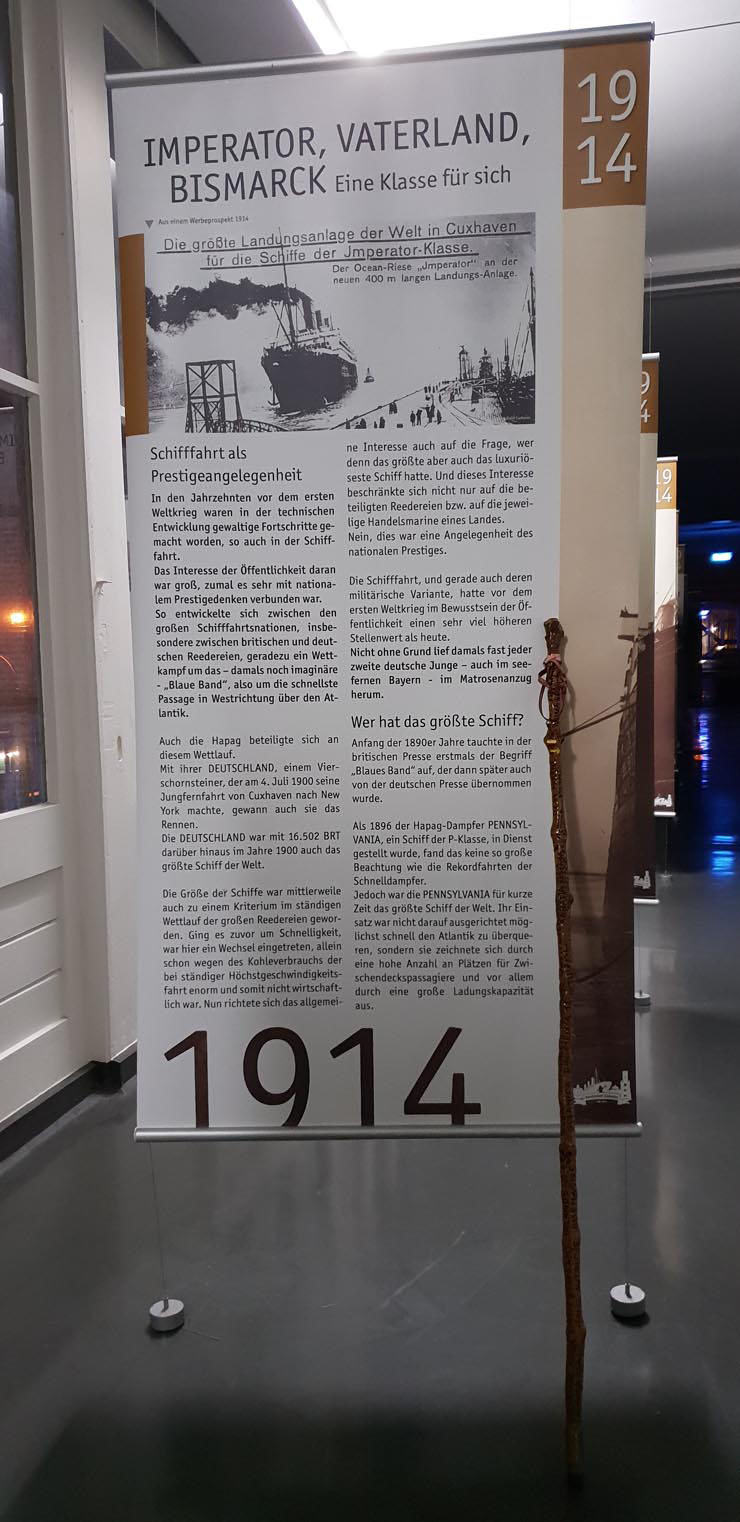 19
14
IMPERATOR, VATERLAND,
BISMARCK Eine Klasse für sich
Aus einem Werbeprospekt 1914
Die größte Landungsanlage der Welt in Cuxhaven
für die Schiffe der Jmperator-Klasse.
Der Ocean-Riese „Jmperator" an der
neuen 400 m langen Landungs-Anlage.
Schifffahrt als
Prestigeangelegenheit
In den Jahrzehnten vor dem ersten
Weltkrieg waren in der technischen
Entwicklung gewaltige Fortschritte ge-
macht worden, so auch in der Schiff-
fahrt.
Das Interesse der Öffentlichkeit daran
war groß, zumal es sehr mit nationa-
lem Prestigedenken verbunden war.
So entwickelte sich zwischen den
großen Schifffahrtsnationen, insbe-
sondere zwischen britischen und deut-
schen Reedereien, geradezu ein Wett-
kampf um das – damals noch imaginäre
- „Blaue Band", also um die schnellste
Passage in Westrichtung über den At-
lantik.
Auch die Hapag beteiligte sich an
diesem Wettlauf.
Mit ihrer DEUTSCHLAND, einem Vier-
schornsteiner, der am 4. Juli 1900 seine
Jungfernfahrt von Cuxhaven nach New
York machte, gewann auch sie das
Rennen.
Die DEUTSCHLAND war mit 16.502 BRT
darüber hinaus im Jahre 1900 auch das
größte Schiff der Welt.
Die Größe der Schiffe war mittlerweile
auch zu einem Kriterium im ständigen
Wettlauf der großen Reedereien gewor-
den. Ging es zuvor um Schnelligkeit,
war hier ein Wechsel eingetreten, allein
schon wegen des Kohleverbrauchs der
bei ständiger Höchstgeschwindigkeits-
fahrt enorm und somit nicht wirtschaft-
lich war. Nun richtete sich das allgemei-
ne Interesse auch auf die Frage, wer
denn das größte aber auch das luxuriö-
seste Schiff hatte. Und dieses Interesse
beschränkte sich nicht nur auf die be-
teiligten Reedereien bzw. auf die jewei-
lige Handelsmarine eines Landes.
Nein, dies war eine Angelegenheit des
nationalen Prestiges.
Die Schifffahrt, und gerade auch deren
militärische Variante, hatte vor dem
ersten Weltkrieg im Bewusstsein der Öf-
fentlichkeit einen sehr viel höheren
Stellenwert als heute.
Nicht ohne Grund lief damals fast jeder
zweite deutsche Junge – auch im see-
fernen Bayern - im Matrosenanzug
herum.
Wer hat das größte Schiff?
Anfang der 1890er Jahre tauchte in der
britischen Presse erstmals der Begriff
„Blaues Band" auf, der dann später auch
von der deutschen Presse übernommen
wurde.
Als 1896 der Hapag-Dampfer PENNSYL-
VANIA, ein Schiff der P-Klasse, in Dienst
gestellt wurde, fand das keine so große
Beachtung wie die Rekordfahrten der
Schnelldampfer.
Jedoch war die PENNSYLVANIA für kurze
Zeit das größte Schiff der Welt. Ihr Ein-
satz war nicht darauf ausgerichtet mög-
lichst schnell den Atlantik zu überque-
ren, sondern sie zeichnete sich durch
eine hohe Anzahl an Plätzen für Zwi-
schendeckspassagiere und vor allem
durch eine große Ladungskapazität
aus.
1914
9
4
19
14